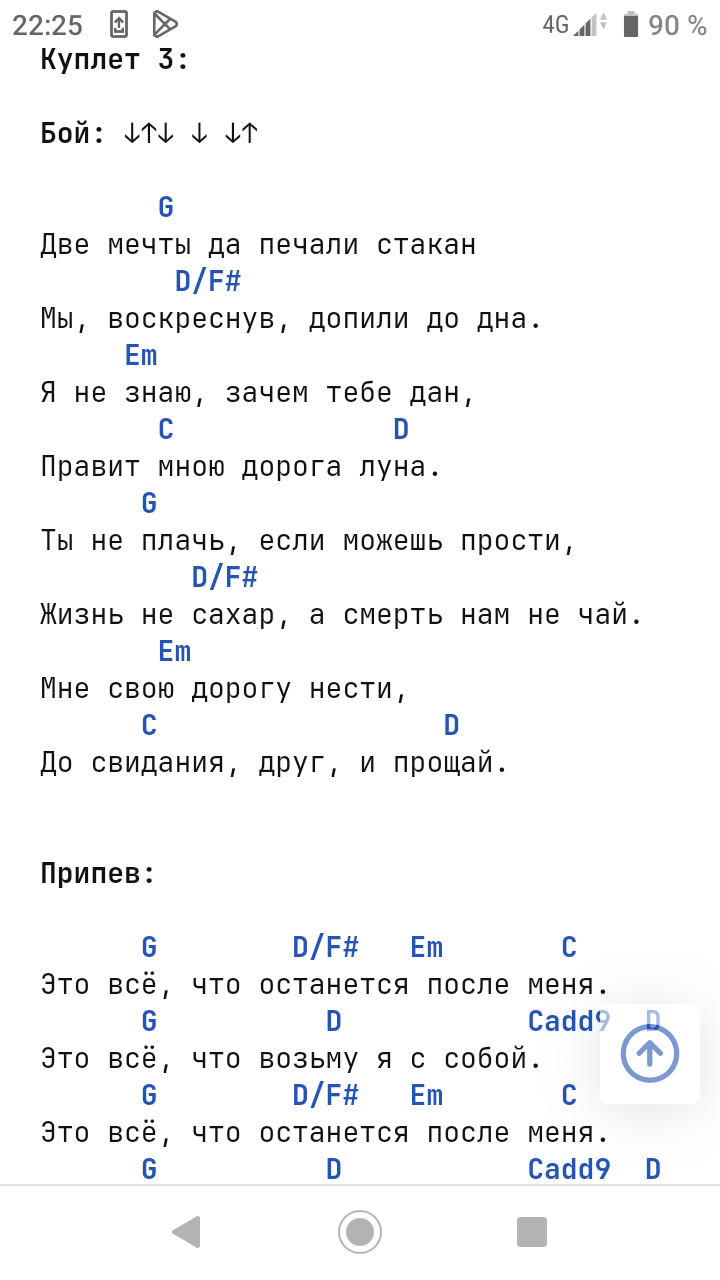 22:25 4G 90 %
Куплет 3:
Бой: ↓↑↓ ↓ ↓↑
G
Две мечты да печали стакан
D/F#
Мы, воскреснув, допили до дна.
Em
Я не знаю, зачем тебе дан,
C D
Правит мною дорога луна.
G
Ты не плачь, если можешь прости,
D/F#
Жизнь не сахар, а смерть нам не чай.
Em
Мне свою дорогу нести,
C D
До свидания, друг, и прощай.
Припев:
G D/F# Em C
Это всё, что останется после меня.
G D Cadd9 D
Это всё, что возьму я с собой.
G D/F# Em C
Это всё, что останется после меня.
G D Cadd9 D